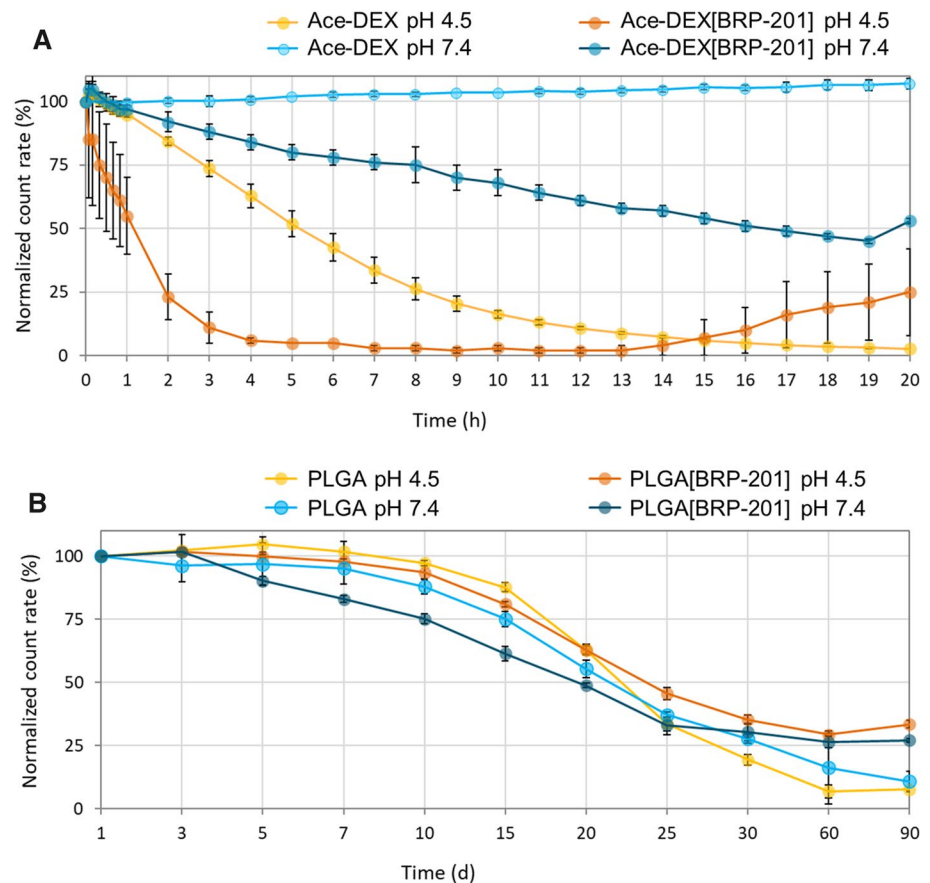 A
Ace-DEX pH 4.5
Ace-DEX[BRP-201] pH 4.5
Ace-DEX pH 7.4
Ace-DEX[BRP-201] pH 7.4
Normalized count rate (%)
100
75
50
25
0
0 1 2 3 4 5 6 7 8 9 10 11 12 13 14 15 16 17 18 19 20
Time (h)
B
PLGA pH 4.5
PLGA[BRP-201] pH 4.5
PLGA pH 7.4
PLGA[BRP-201] pH 7.4
Normalized count rate (%)
100
75
50
25
0
1 3 5 7 10 15 20 25 30 60 90
Time (d)